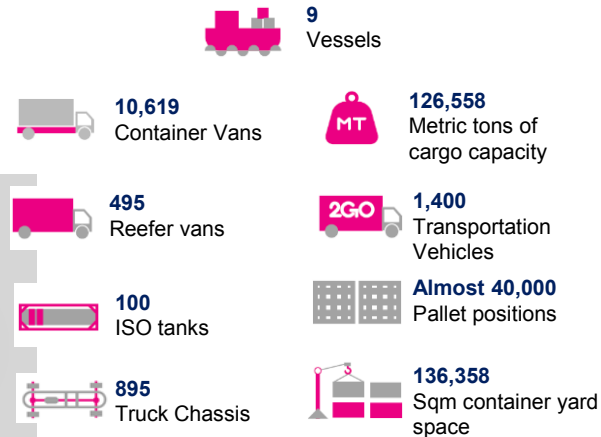 9
Vessels
10,619
Container Vans
MT
126,558
Metric tons of
cargo capacity
495
Reefer vans
2GO
1,400
Transportation
Vehicles
100
ISO tanks
Almost 40,000
Pallet positions
895
Truck Chassis
136,358
Sqm container yard
space